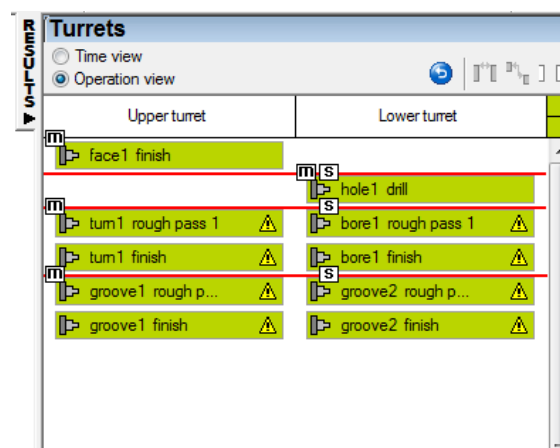 RESULTS
Turrets
Time view
Operation view
Upper turret
Lower turret
m
face1 finish
m s
hole1 drill
m
s
turn1 rough pass 1
bore1 rough pass 1
turn1 finish
bore1 finish
m
s
groove1 rough p...
groove2 rough p...
groove1 finish
groove2 finish